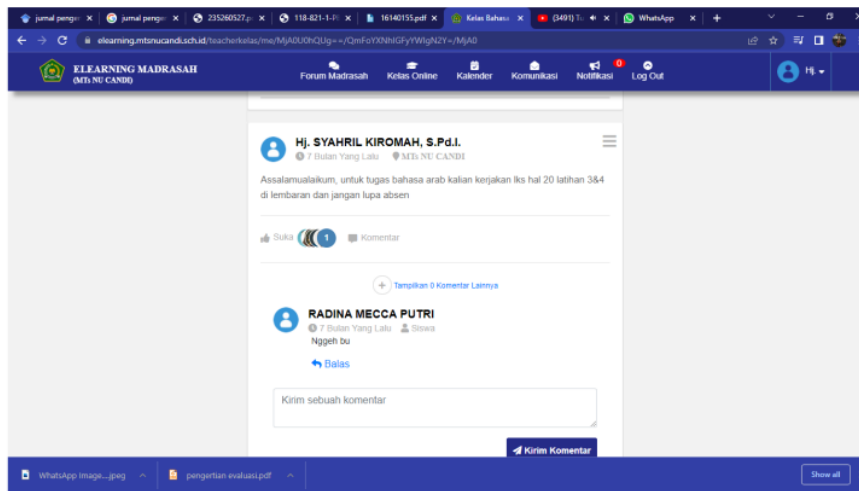 jurnal penger
jurnal penger
235260527.p
118-821-1-P
16140155.pdf
Kelas Bahasa
(3491)
WhatsApp
elearning.mtsnucandi.sch.id/teacherkelas/me/MjA0U0hQUg==/QmFoYXNhIGFyYWIgN2Y=/MjA0
ELEARNING MADRASAH
(MTs NU CANDI)
Forum Madrasah
Kelas Online
Kalender
Komunikasi
Notifikasi
0
Log Out
Hj.
Hj. SYAHRIL KIROMAH, S.Pd.I.
7 Bulan Yang Lalu MTs NU CANDI
Assalamualaikum, untuk tugas bahasa arab kalian kerjakan lks hal 20 latihan 3&4
di lembaran dan jangan lupa absen
Suka 1 Komentar
Tampilkan 0 Komentar Lainnya
RADINA MECCA PUTRI
7 Bulan Yang Lalu Siswa
Nggeh bu
Balas
Kirim sebuah komentar
Kirim Komentar
WhatsApp Image....jpeg
pengertian evaluasi.pdf
Show all